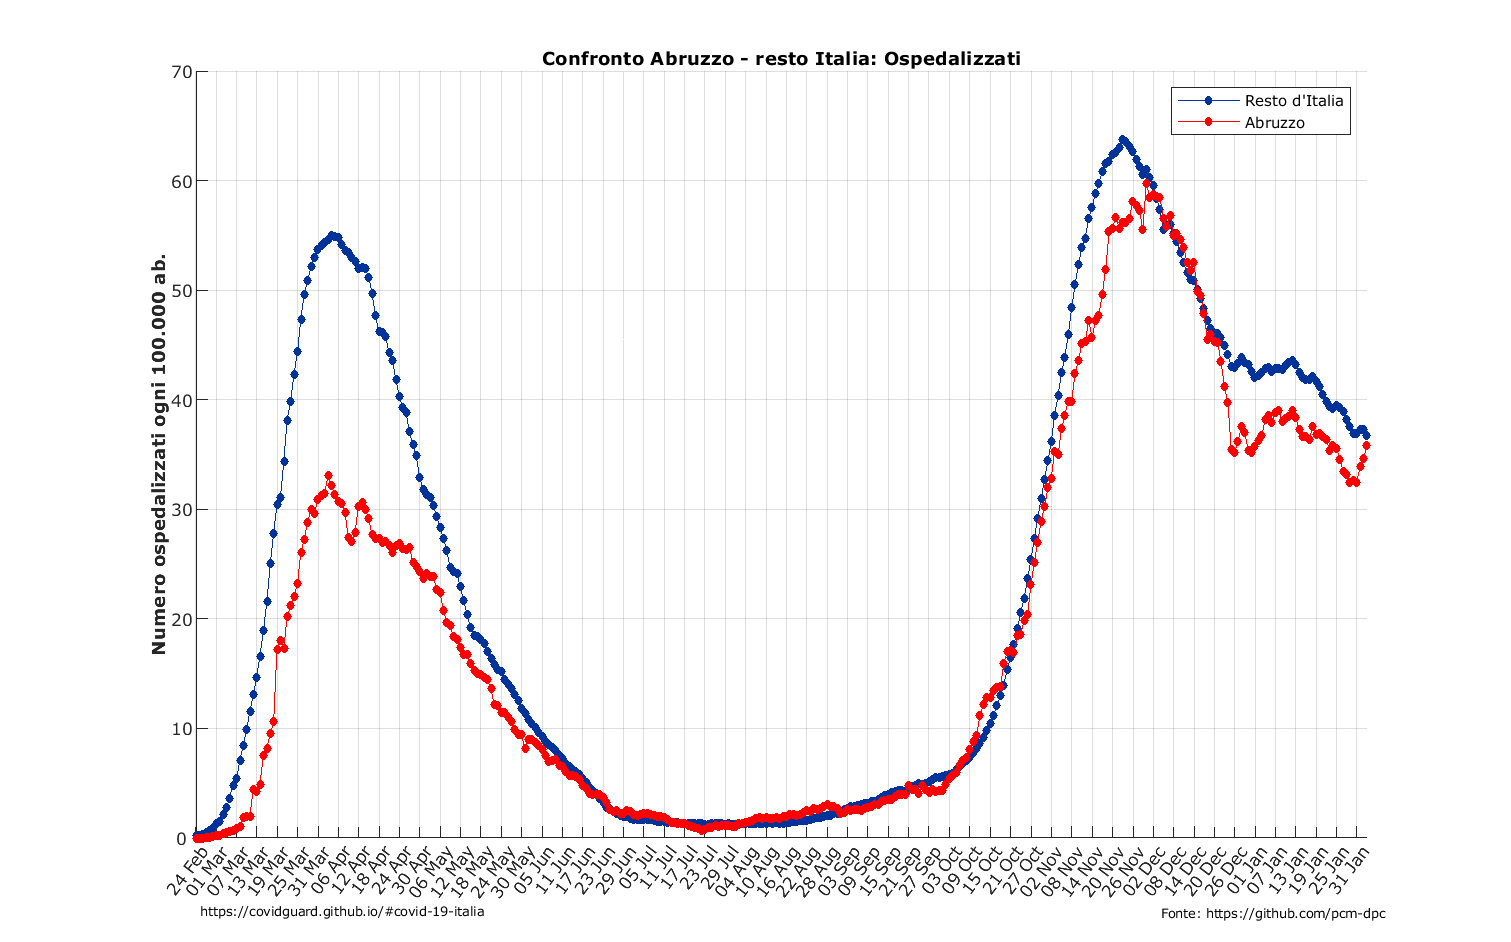 Confronto Abruzzo - resto Italia: Ospedalizzati
Numero ospedalizzati ogni 100.000 ab.
70
60
50
40
30
20
10
0
Resto d'Italia
Abruzzo
24 Feb
01 Mar
07 Mar
13 Mar
19 Mar
25 Mar
31 Mar
06 Apr
12 Apr
18 Apr
24 Apr
30 Apr
06 May
12 May
18 May
24 May
30 May
05 Jun
11 Jun
17 Jun
23 Jun
29 Jun
05 Jul
11 Jul
17 Jul
23 Jul
29 Jul
04 Aug
10 Aug
16 Aug
22 Aug
28 Aug
03 Sep
09 Sep
15 Sep
21 Sep
27 Sep
03 Oct
09 Oct
15 Oct
21 Oct
27 Oct
02 Nov
08 Nov
14 Nov
20 Nov
26 Nov
02 Dec
08 Dec
14 Dec
20 Dec
26 Dec
01 Jan
07 Jan
13 Jan
19 Jan
25 Jan
31 Jan
https://covidguard.github.io/#covid-19-italia
Fonte: https://github.com/pcm-dpc